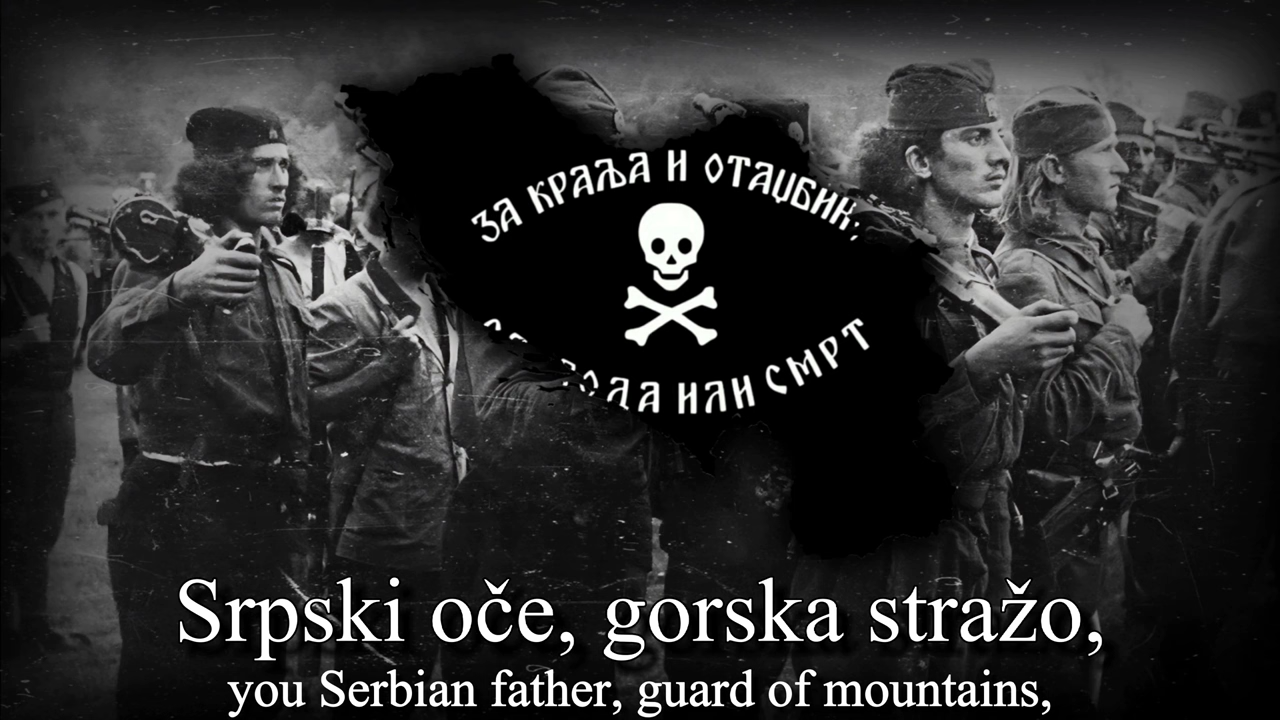 ЗА КРАЉА И ОТАЏБИНУ
ИЛИ СМРТ
Srpski oče, gorska stražo,
you Serbian father, guard of mountains,